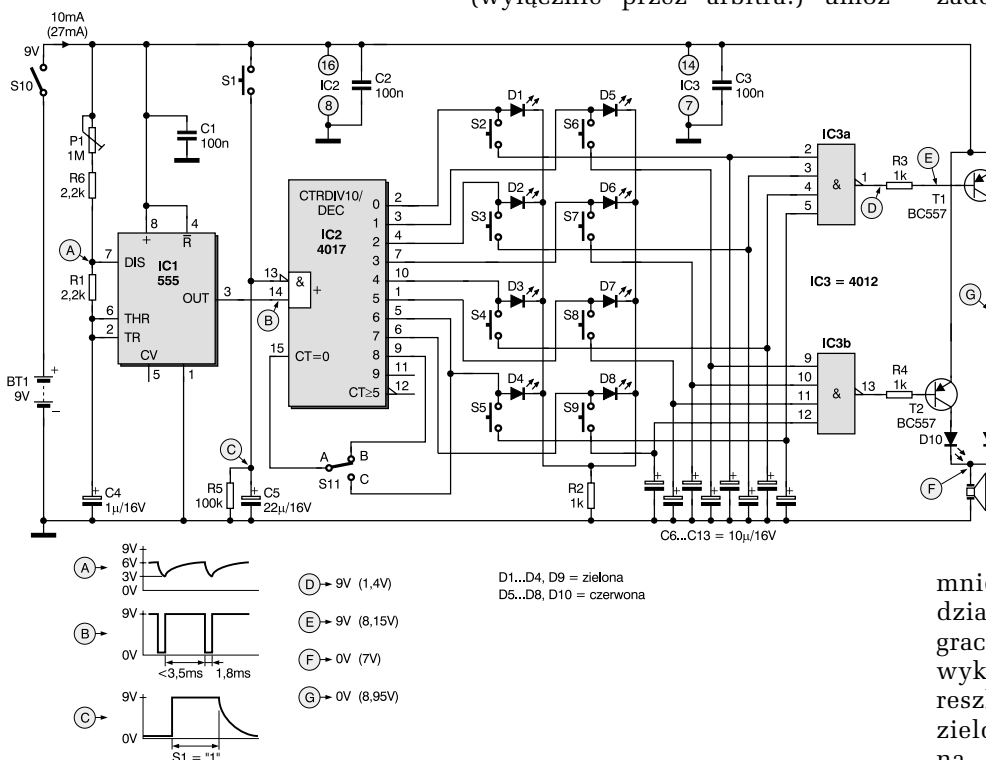 (wyłącznie przez arbitra!) umoż-
10mA
(27mA)
9V
S10
P1
1M
R6
2,2k
A
R1
2,2k
BT1
9V
C4
1µ/16V
C1
100n
8
4
+
R
7
DIS
IC1
555
OUT
3
6
THR
2
TR
CV
5
1
S1
13
&
14
+
B
15
CT=0
C
R5
100k
C5
22µ/16V
A
B
S11
C
16
IC2
8
C2
100n
CTRDIV10/
DEC
IC2
4017
0
2
1
3
2
4
3
7
4
10
5
1
6
5
7
6
8
9
9
11
CT≥5
12
D1
S2
D5
S6
D2
S3
D6
S7
D3
S4
D7
S8
D4
S5
D8
S9
R2
1k
14
IC3
7
C3
100n
C6...C13 = 10µ/16V
IC3a
2
3
4
5
&
1
R3
1k
D
E
T1
BC557
IC3 = 4012
G
IC3b
9
10
11
12
&
13
R4
1k
T2
BC557
D10
F
A
9V
6V
3V
0V
B
9V
0V
<3,5ms
1,8ms
C
9V
0V
S1 = "1"
D 9V (1,4V)
E 9V (8,15V)
F 0V (7V)
G 0V (8,95V)
D1...D4, D9 = zielona
D5...D8, D10 = czerwona
mnie
dzia
grac
wyk
zielo
na